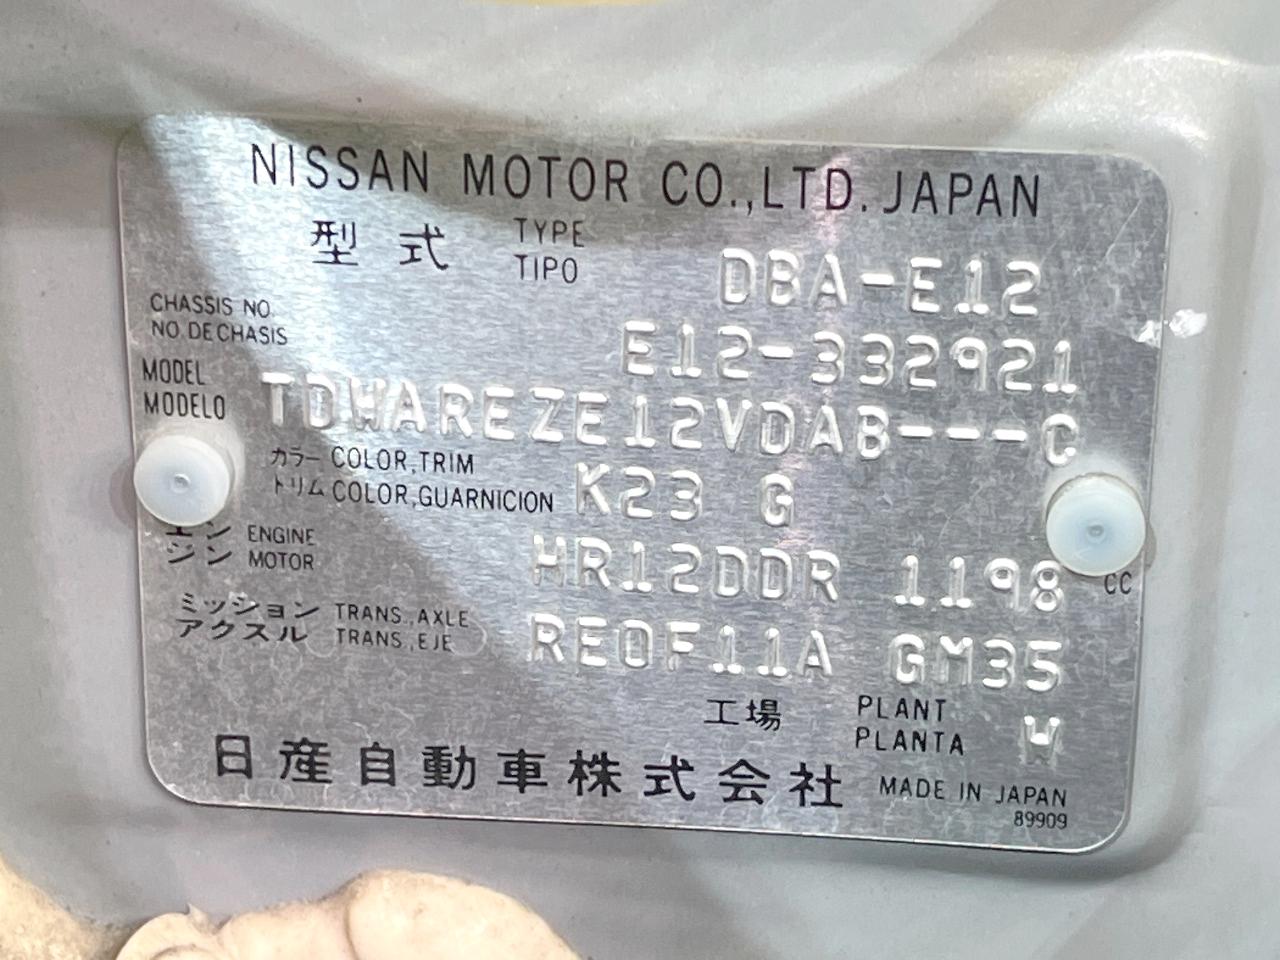 NISSAN MOTOR CO.,LTD. JAPAN
型式 TYPE TIPO DBA-E12
CHASSIS NO.
NO. DE CHASIS E12-332921
MODEL
MODELO TDWAREZE12VDAB---C
カラー COLOR,TRIM
トリム COLOR,GUARNICION K23 G
エンジン ENGINE MOTOR HR12DDR 1198 CC
ミッション TRANS.,AXLE
アクスル TRANS.,EJE RE0F11A GM35
工場 PLANT PLANTA W
日産自動車株式会社 MADE IN JAPAN
89909